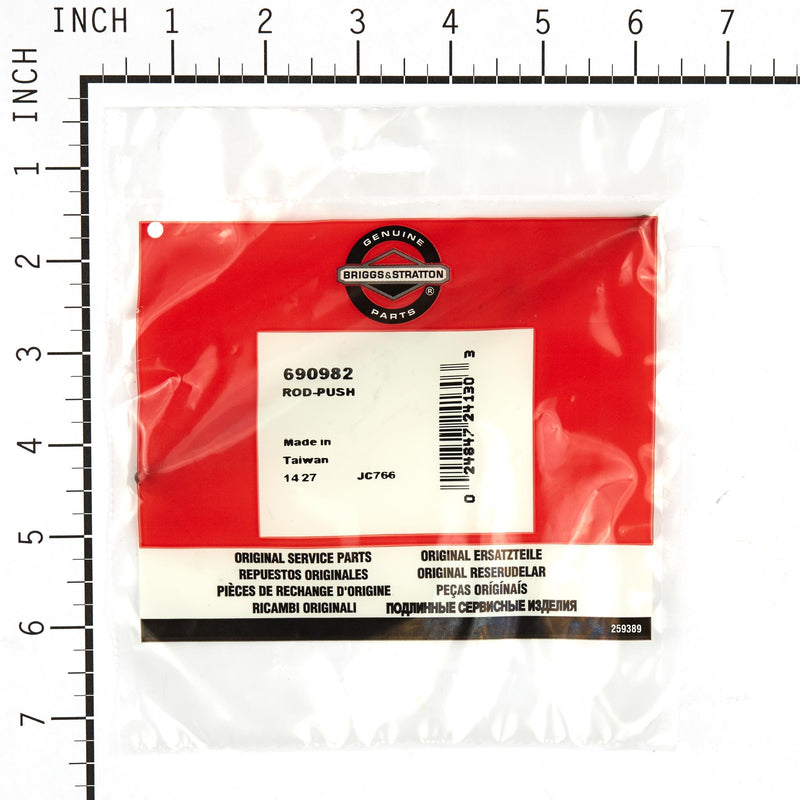 INCH 1 2 3 4 5 6 7
INCH
1
2
3
4
5
6
7
GENUINE
BRIGGS&STRATTON
®
PARTS
690982
ROD-PUSH
Made in
Taiwan
14 27 JC766
0 24847 24130 3
ORIGINAL SERVICE PARTS
REPUESTOS ORIGINALES
PIÈCES DE RECHANGE D'ORIGINE
RICAMBI ORIGINALI
ORIGINAL ERSATZTEILE
ORIGINAL RESERUDELAR
PEÇAS ORÍGÍNAÍS
ПОДЛИННЫЕ СЕРВИСНЫЕ ИЗДЕЛИЯ
259389